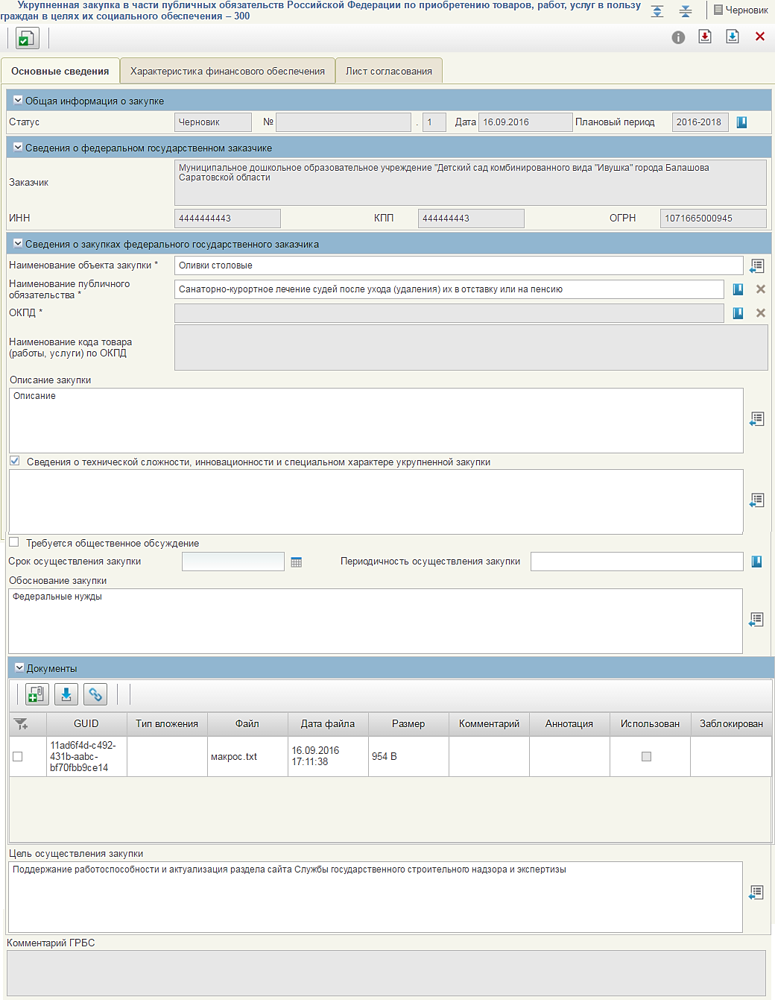 Укрупненная закупка в части публичных обязательств Российской Федерации по приобретению товаров, работ, услуг в пользу
граждан в целях их социального обеспечения – 300
Черновик
Основные сведения
Характеристика финансового обеспечения
Лист согласования
Общая информация о закупке
Статус Черновик № . 1 Дата 16.09.2016 Плановый период 2016-2018
Сведения о федеральном государственном заказчике
Заказчик
Муниципальное дошкольное образовательное учреждение "Детский сад комбинированного вида "Ивушка" города Балашова
Саратовской области
ИНН 4444444443 КПП 444444443 ОГРН 1071665000945
Сведения о закупках федерального государственного заказчика
Наименование объекта закупки * Оливки столовые
Наименование публичного
обязательства *
Санаторно-курортное лечение судей после ухода (удаления) их в отставку или на пенсию
ОКПД *
Наименование кода товара
(работы, услуги) по ОКПД
Описание закупки
Описание
Сведения о технической сложности, инновационности и специальном характере укрупненной закупки
Требуется общественное обсуждение
Срок осуществления закупки Периодичность осуществления закупки
Обоснование закупки
Федеральные нужды
Документы
GUID Тип вложения Файл Дата файла Размер Комментарий Аннотация Использован Заблокирован
11ad6f4d-c492-
431b-aabc-
bf70fbb9ce14
макрос.txt
16.09.2016
17:11:38
954 B
Цель осуществления закупки
Поддержание работоспособности и актуализация раздела сайта Службы государственного строительного надзора и экспертизы
Комментарий ГРБС